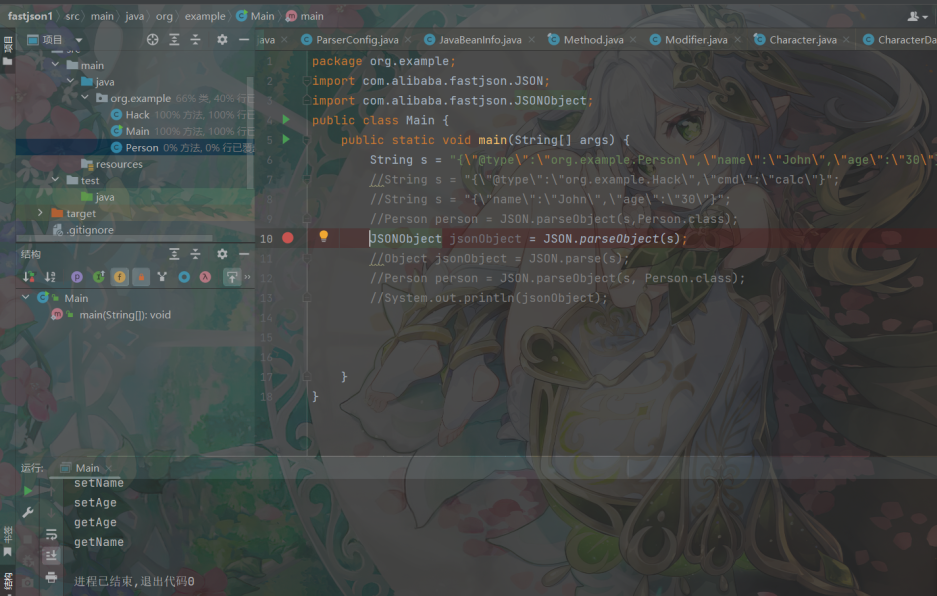 fastjson1 › src › main › java › org › example › Main › main
项目
项目
ava × ParserConfig.java × JavaBeanInfo.java × Method.java × Modifier.java × Character.java × CharacterDa
main
java
org.example 66% 类, 40% 行
Hack 100% 方法, 100% 行已
Main 100% 方法, 100% 行已
Person 0% 方法, 0% 行已覆
resources
test
java
target
.gitignore
1 package org.example;
2 import com.alibaba.fastjson.JSON;
3 import com.alibaba.fastjson.JSONObject;
4 public class Main {
5 public static void main(String[] args) {
6 String s = "{\"@type\":\"org.example.Person\",\"name\":\"John\",\"age\":\"30\"
7 //String s = "{\"@type\":\"org.example.Hack\",\"cmd\":\"calc\"}";
8 //String s = "{\"name\":\"John\",\"age\":\"30\"}";
9 //Person person = JSON.parseObject(s,Person.class);
10 JSONObject jsonObject = JSON.parseObject(s);
11 //Object jsonObject = JSON.parse(s);
12 //Person person = JSON.parseObject(s, Person.class);
13 //System.out.println(jsonObject);
14
15
16
17 }
18 }
结构
Main
main(String[]): void
运行: Main ×
setName
setAge
getAge
getName
进程已结束,退出代码0
书签
结构